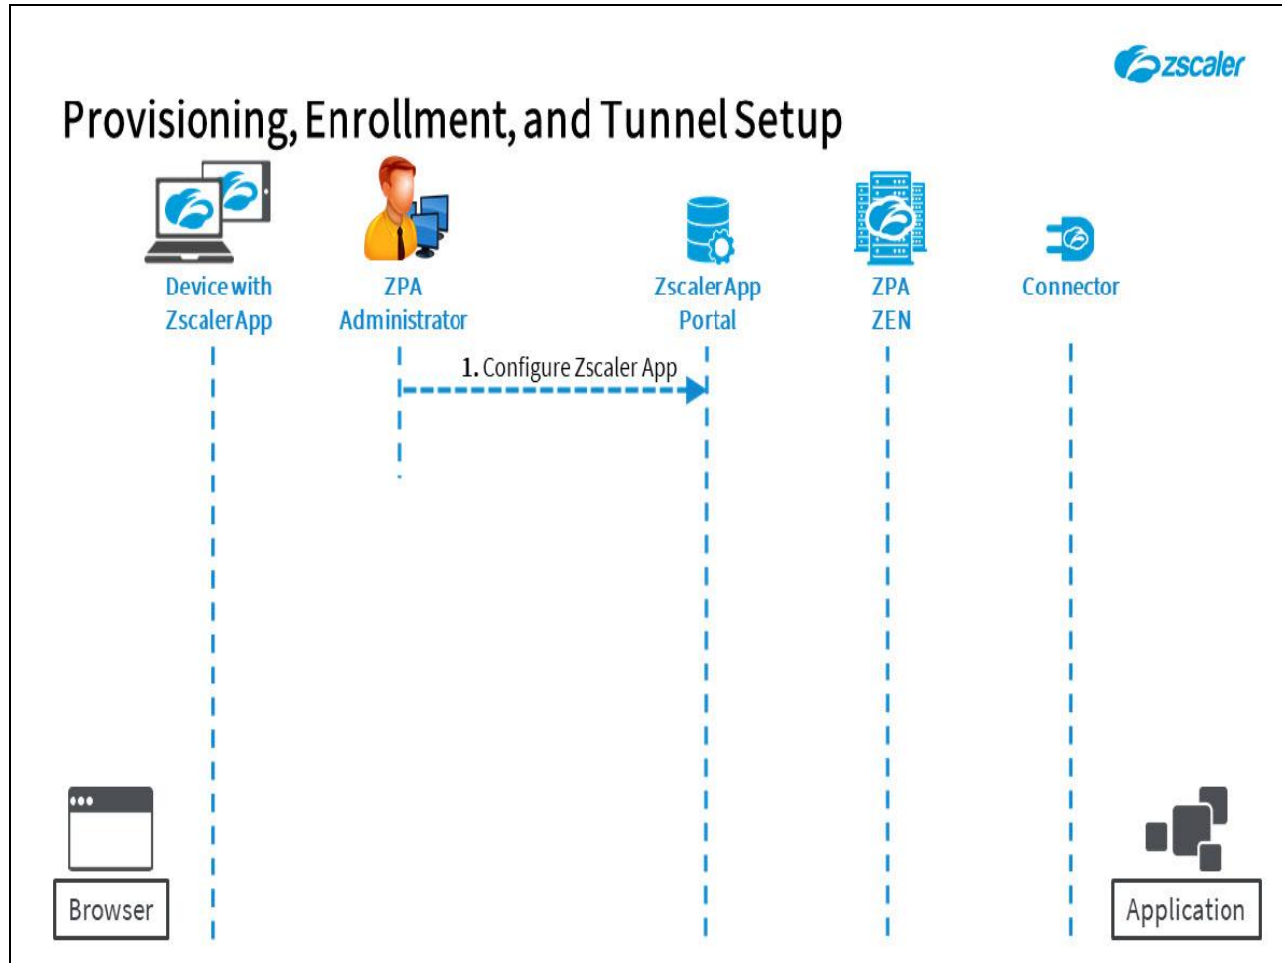 zscaler
Provisioning, Enrollment, and Tunnel Setup
Device with
Zscaler App
ZPA
Administrator
Zscaler App
Portal
ZPA
ZEN
Connector
1. Configure Zscaler App
Browser
Application